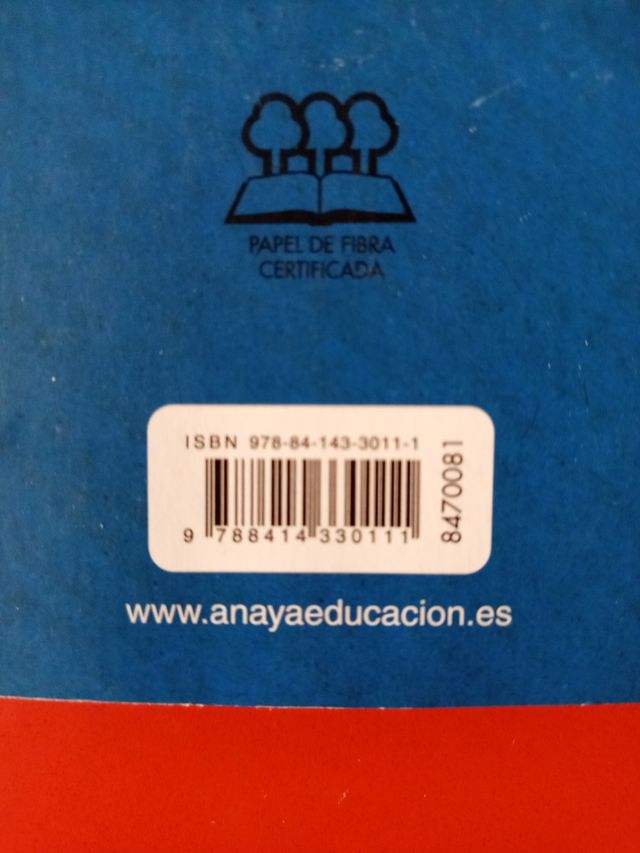 PAPEL DE FIBRA
CERTIFICADA
ISBN 978-84-143-3011-1
9 788414 330111
8470081
www.anayaeducacion.es